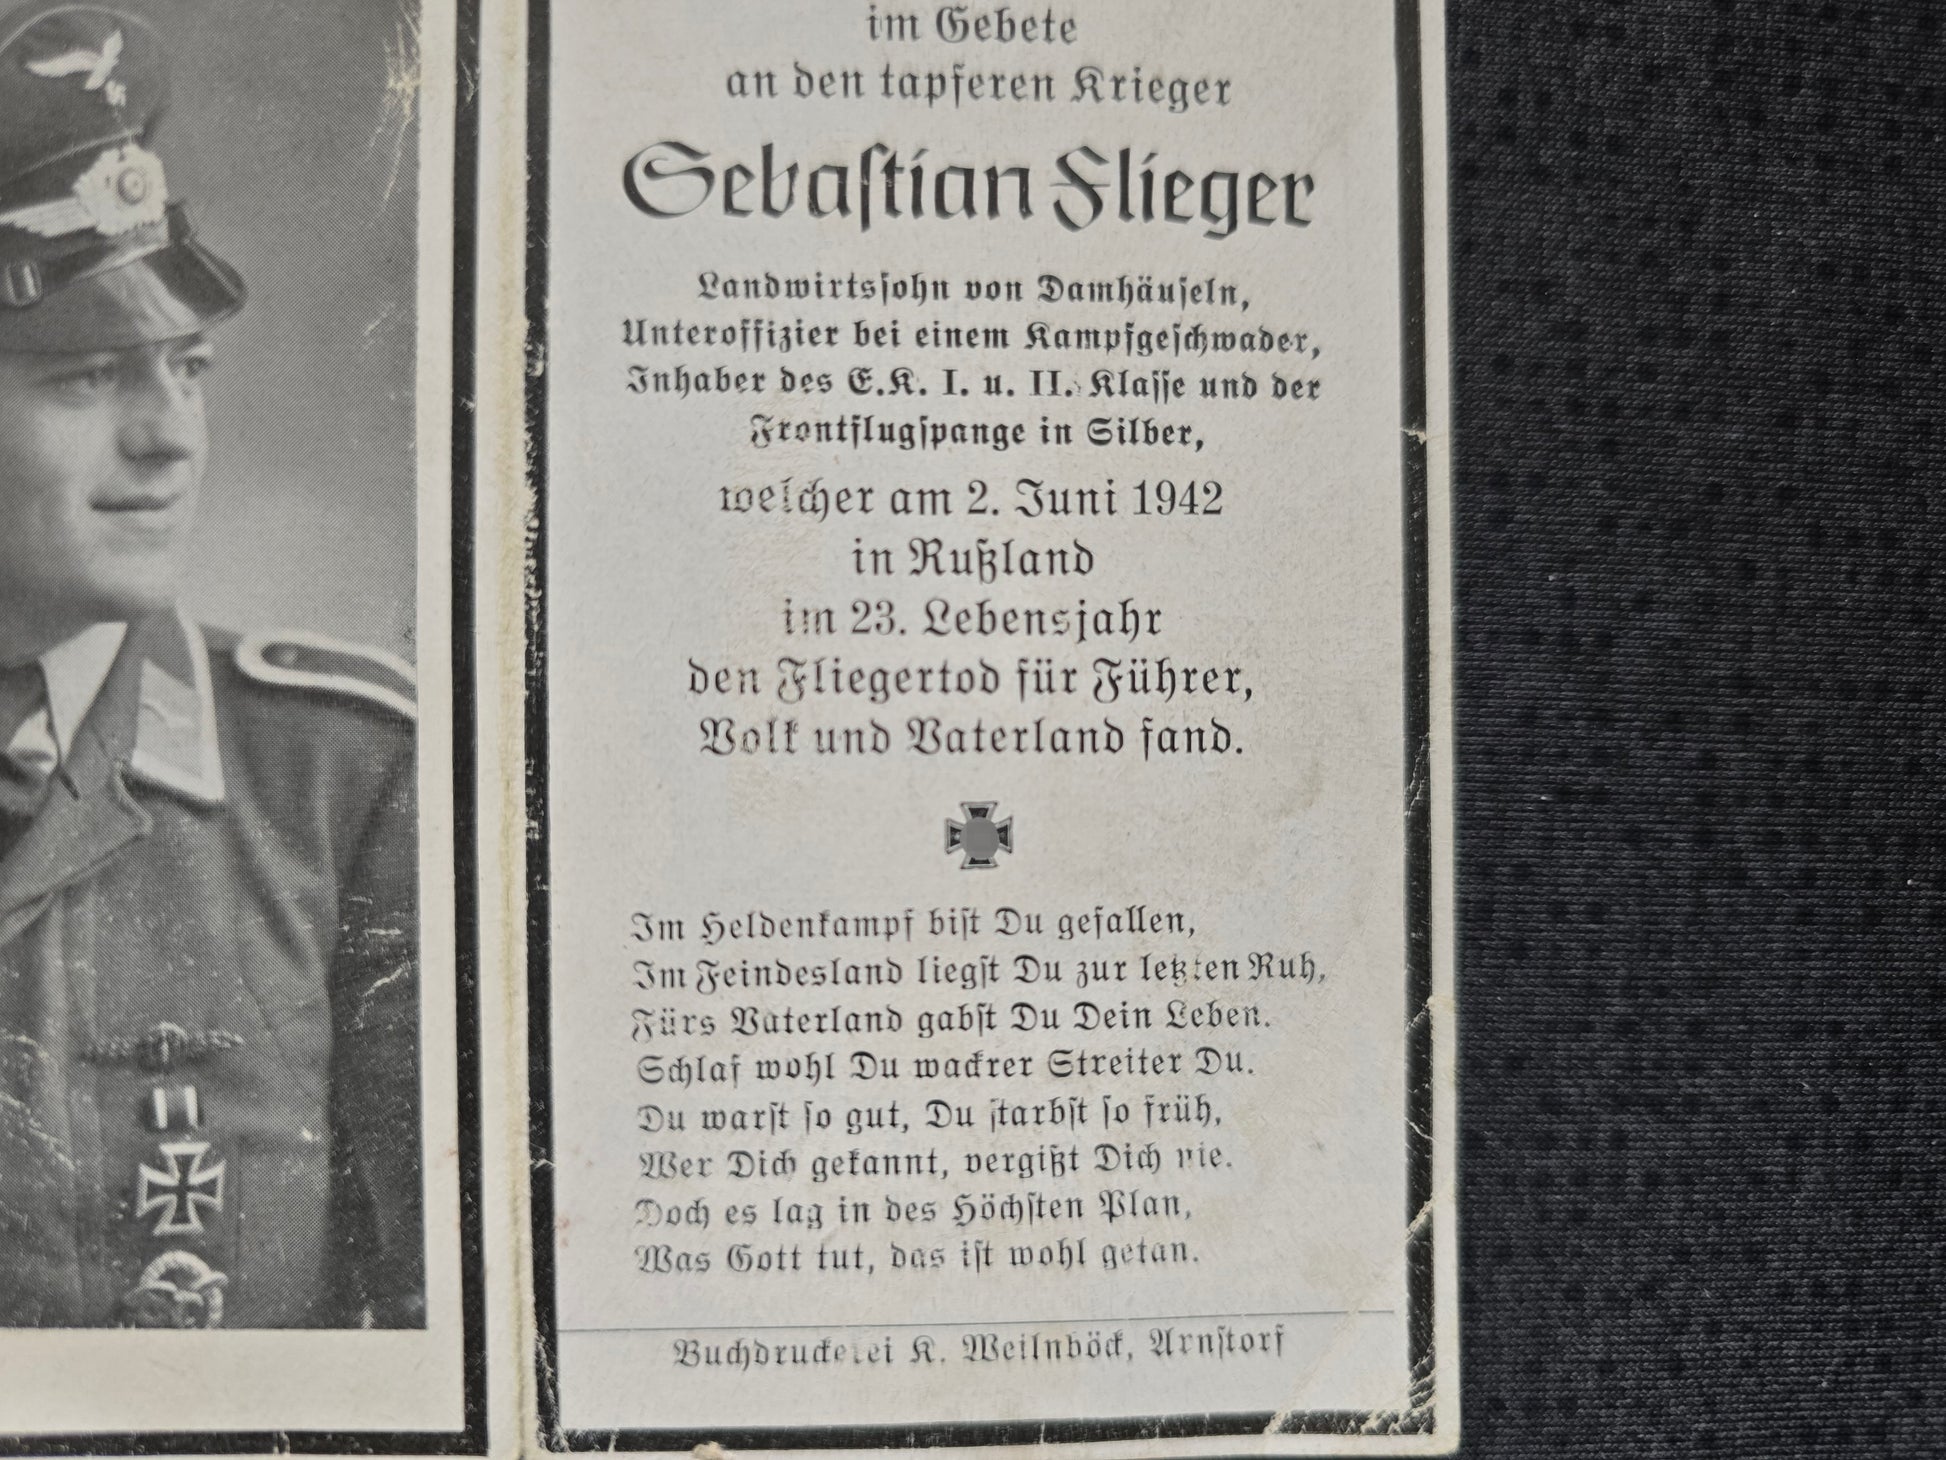 im Gebete
an den tapferen Krieger
Sebastian Flieger
Landwirtssohn von Damhäuseln,
Unteroffizier bei einem Kampfgeschwader,
Inhaber des E.K. I. u. II. Klasse und der
Frontflugspange in Silber,
welcher am 2. Juni 1942
in Rußland
im 23. Lebensjahr
den Fliegertod für Führer,
Volk und Vaterland fand.
Im Heldenkampf bist Du gefallen,
Im Feindesland liegst Du zur letzten Ruh,
Fürs Vaterland gabst Du Dein Leben.
Schlaf wohl Du wackrer Streiter Du.
Du warst so gut, Du starbst so früh,
Wer Dich gekannt, vergißt Dich nie.
Doch es lag in des Höchsten Plan,
Was Gott tut, das ist wohl getan.
Buchdruckerei K. Weilnböck, Arnstorf